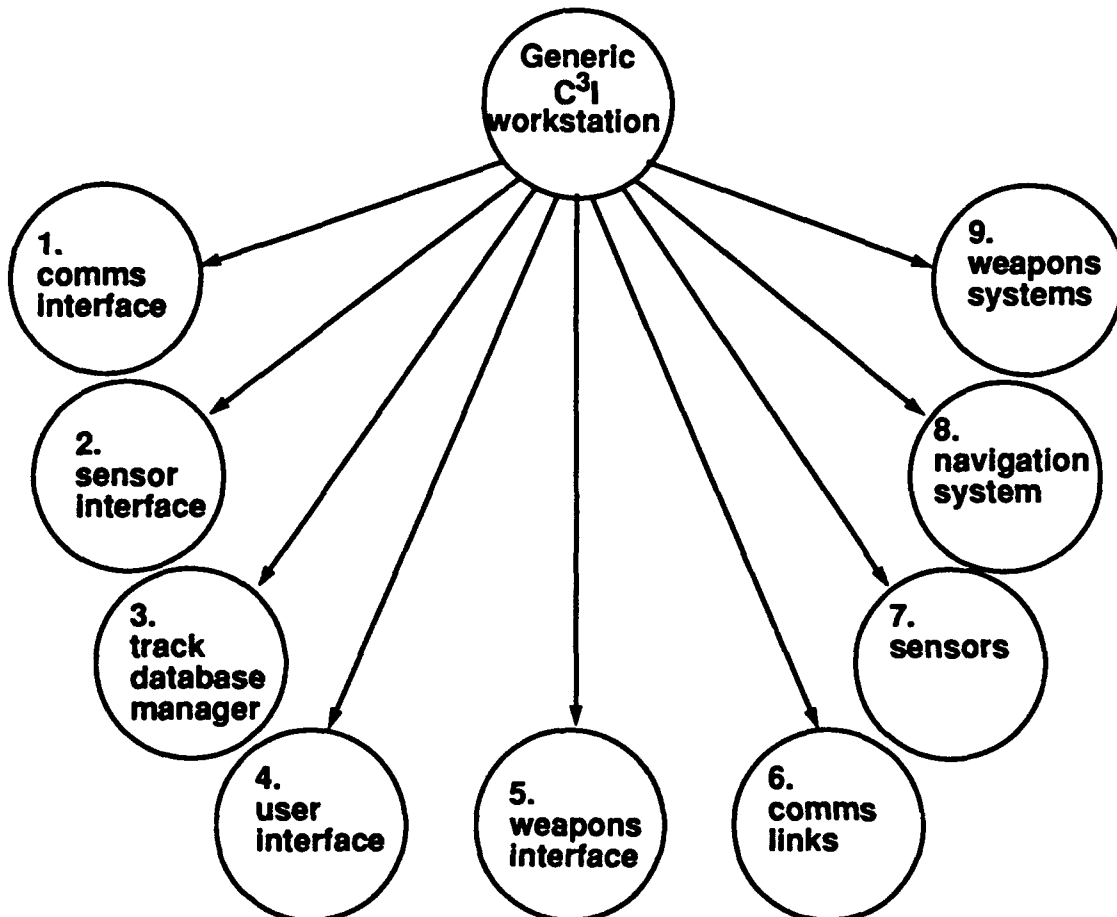 Generic
C³I
workstation
1.
comms
interface
2.
sensor
interface
3.
track
database
manager
4.
user
interface
5.
weapons
interface
6.
comms
links
7.
sensors
8.
navigation
system
9.
weapons
systems